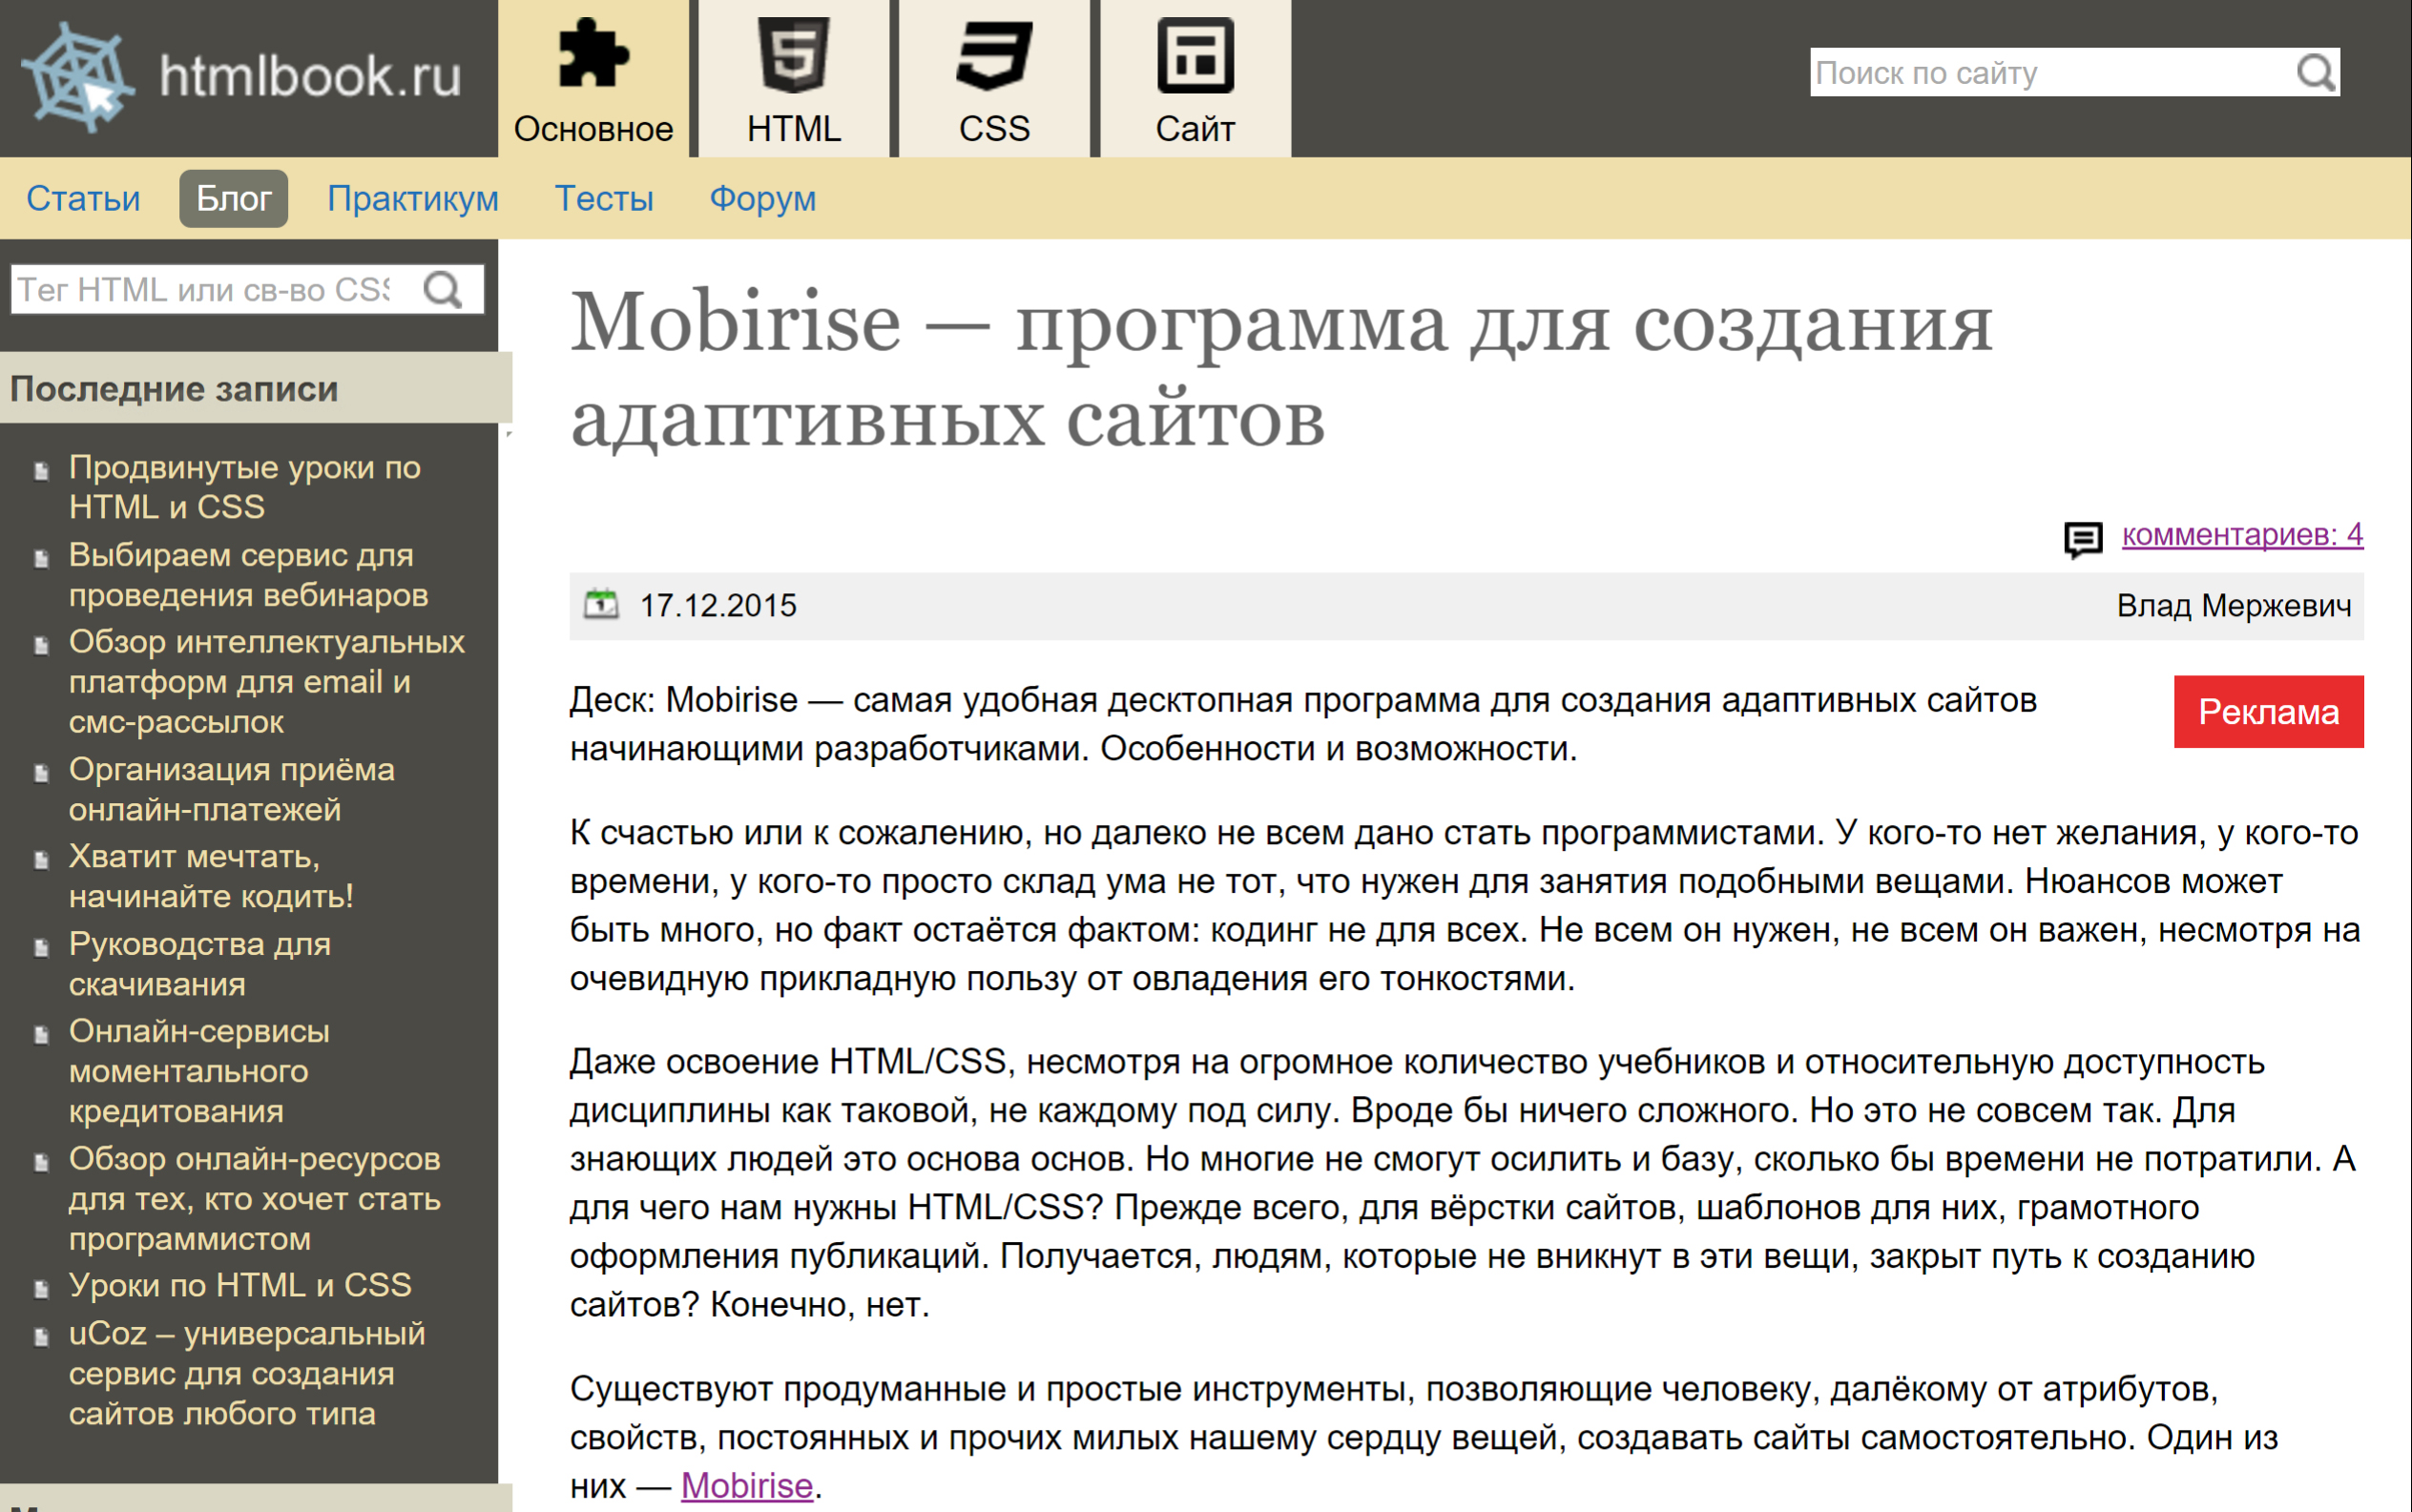 htmlbook.ru
Основное
HTML
CSS
Сайт
Поиск по сайту
Статьи
Блог
Практикум
Тесты
Форум
Тег HTML или св-во CSS
Последние записи
Продвинутые уроки по
HTML и CSS
Выбираем сервис для
проведения вебинаров
Обзор интеллектуальных
платформ для email и
смс-рассылок
Организация приёма
онлайн-платежей
Хватит мечтать,
начинайте кодить!
Руководства для
скачивания
Онлайн-сервисы
моментального
кредитования
Обзор онлайн-ресурсов
для тех, кто хочет стать
программистом
Уроки по HTML и CSS
uCoz – универсальный
сервис для создания
сайтов любого типа
Mobirise — программа для создания
адаптивных сайтов
комментариев: 4
17.12.2015
Влад Мержевич
Деск: Mobirise — самая удобная десктопная программа для создания адаптивных сайтов
начинающими разработчиками. Особенности и возможности.
Реклама
К счастью или к сожалению, но далеко не всем дано стать программистами. У кого-то нет желания, у кого-то
времени, у кого-то просто склад ума не тот, что нужен для занятия подобными вещами. Нюансов может
быть много, но факт остаётся фактом: кодинг не для всех. Не всем он нужен, не всем он важен, несмотря на
очевидную прикладную пользу от овладения его тонкостями.
Даже освоение HTML/CSS, несмотря на огромное количество учебников и относительную доступность
дисциплины как таковой, не каждому под силу. Вроде бы ничего сложного. Но это не совсем так. Для
знающих людей это основа основ. Но многие не смогут осилить и базу, сколько бы времени не потратили. А
для чего нам нужны HTML/CSS? Прежде всего, для вёрстки сайтов, шаблонов для них, грамотного
оформления публикаций. Получается, людям, которые не вникнут в эти вещи, закрыт путь к созданию
сайтов? Конечно, нет.
Существуют продуманные и простые инструменты, позволяющие человеку, далёкому от атрибутов,
свойств, постоянных и прочих милых нашему сердцу вещей, создавать сайты самостоятельно. Один из
них — Mobirise.